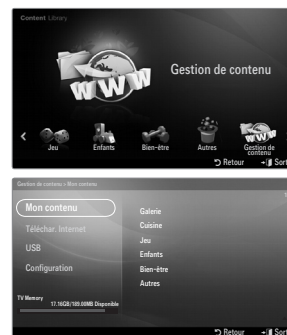 Content Library
WWW
Gestion de contenu
Jeu
Enfants
Bien-être
Autres
Gestion de
contenu
Retour
Sort
Gestion de contenu > Mon contenu
Mon contenu
Téléchar. Internet
USB
Configuration
TV Memory
17.16GB/109.00MB Disponible
Galerie
Cuisine
Jeu
Enfants
Bien-être
Autres
Retour
Sort